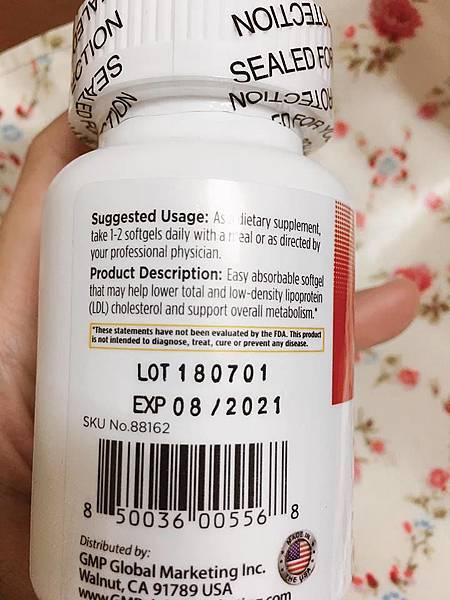 SEALED FOR
Suggested Usage: As a dietary supplement,
take 1-2 softgels daily with a meal or as directed by
your professional physician.
Product Description: Easy absorbable softgel
that may help lower total and low-density lipoprotein
(LDL) cholesterol and support overall metabolism.*
*These statements have not been evaluated by the FDA. This product
is not intended to diagnose, treat, cure or prevent any disease.
LOT 180701
EXP 08/2021
SKU No.88162
8 50036 00556 8
Distributed by:
GMP Global Marketing Inc.
Walnut, CA 91789 USA
MADE IN
THE USA